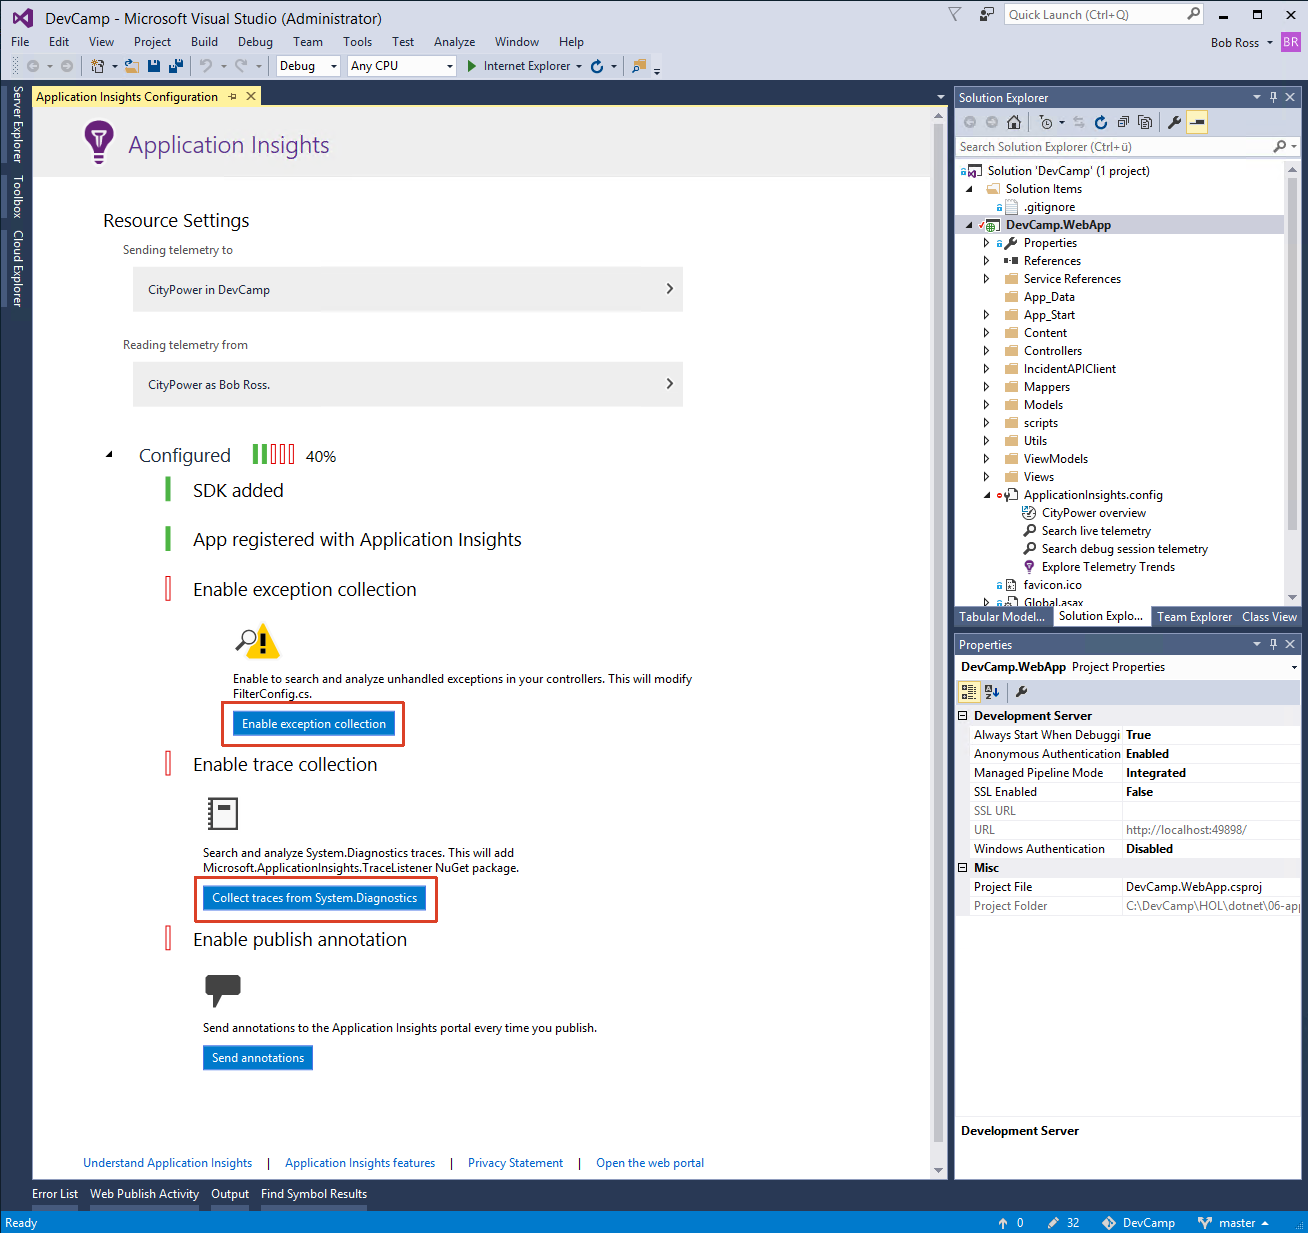 DevCamp - Microsoft Visual Studio (Administrator)
Quick Launch (Ctrl+Q)
File Edit View Project Build Debug Team Tools Test Analyze Window Help
Bob Ross BR
Debug Any CPU Internet Explorer
Server Explorer
Toolbox
Cloud Explorer
Application Insights Configuration
Application Insights
Resource Settings
Sending telemetry to
CityPower in DevCamp
Reading telemetry from
CityPower as Bob Ross.
Configured 40%
SDK added
App registered with Application Insights
Enable exception collection
Enable to search and analyze unhandled exceptions in your controllers. This will modify
FilterConfig.cs.
Enable exception collection
Enable trace collection
Search and analyze System.Diagnostics traces. This will add
Microsoft.ApplicationInsights.TraceListener NuGet package.
Collect traces from System.Diagnostics
Enable publish annotation
Send annotations to the Application Insights portal every time you publish.
Send annotations
Understand Application Insights | Application Insights features | Privacy Statement | Open the web portal
Solution Explorer
Search Solution Explorer (Ctrl+ü)
Solution 'DevCamp' (1 project)
Solution Items
.gitignore
DevCamp.WebApp
Properties
References
Service References
App_Data
App_Start
Content
Controllers
IncidentAPIClient
Mappers
Models
scripts
Utils
ViewModels
Views
ApplicationInsights.config
CityPower overview
Search live telemetry
Search debug session telemetry
Explore Telemetry Trends
favicon.ico
Global.asax
Tabular Model... Solution Explo... Team Explorer Class View
Properties
DevCamp.WebApp Project Properties
Development Server
Always Start When Debuggi True
Anonymous Authentication Enabled
Managed Pipeline Mode Integrated
SSL Enabled False
SSL URL
URL http://localhost:49898/
Windows Authentication Disabled
Misc
Project File DevCamp.WebApp.csproj
Project Folder C:\DevCamp\HOL\dotnet\06-ap
Development Server
Error List Web Publish Activity Output Find Symbol Results
Ready 0 32 DevCamp master